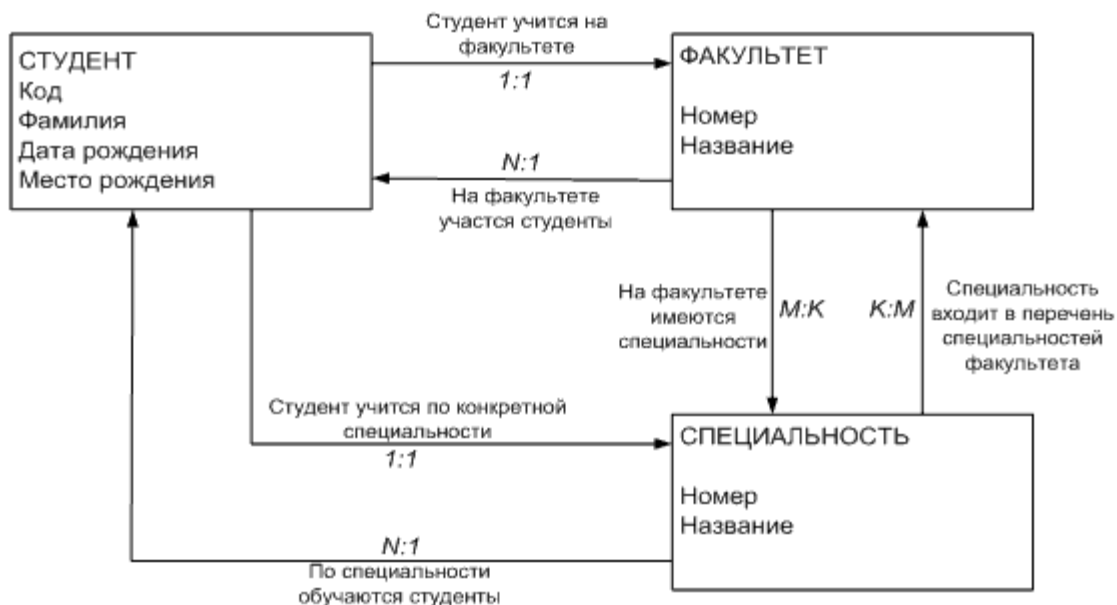 Студент учится на
факультете
1:1
СТУДЕНТ
Код
Фамилия
Дата рождения
Место рождения
ФАКУЛЬТЕТ
Номер
Название
N:1
На факультете
участся студенты
На факультете
имеются
специальности
M:K
K:M
Специальность
входит в перечень
специальностей
факультета
Студент учится по конкретной
специальности
1:1
СПЕЦИАЛЬНОСТЬ
Номер
Название
N:1
По специальности
обучаются студенты